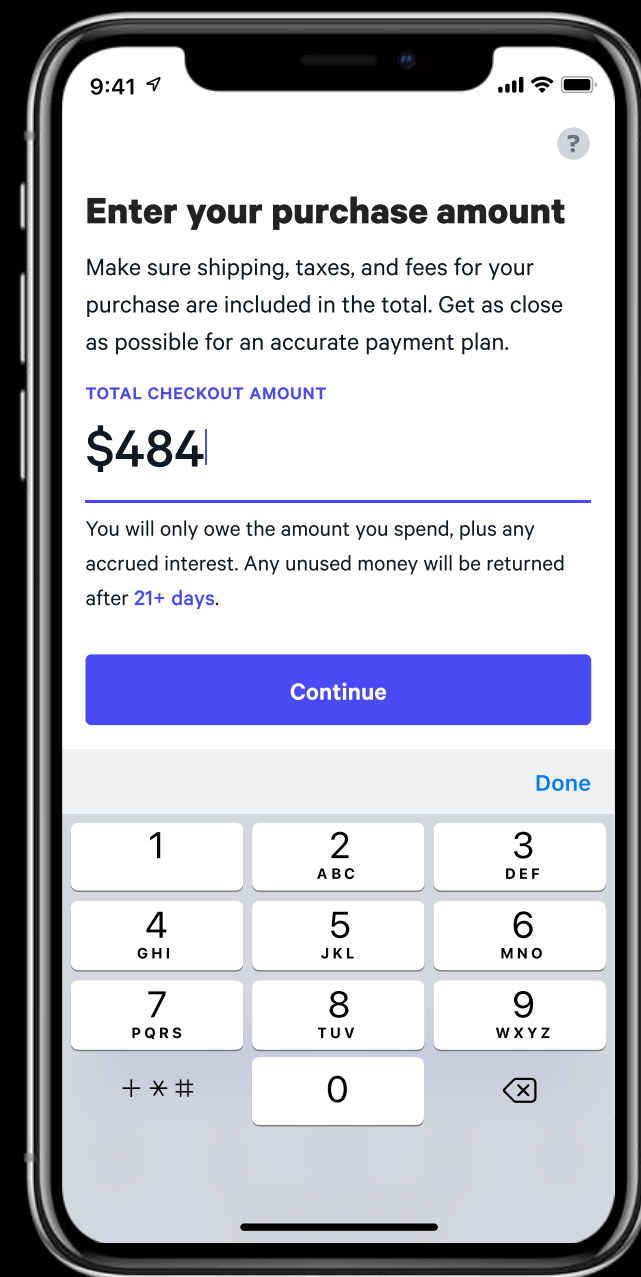 9:41
?
Enter your purchase amount
Make sure shipping, taxes, and fees for your
purchase are included in the total. Get as close
as possible for an accurate payment plan.
TOTAL CHECKOUT AMOUNT
$484
You will only owe the amount you spend, plus any
accrued interest. Any unused money will be returned
after 21+ days.
Continue
Done
1 2 3
ABC DEF
4 5 6
GHI JKL MNO
7 8 9
PQRS TUV WXYZ
+*# 0